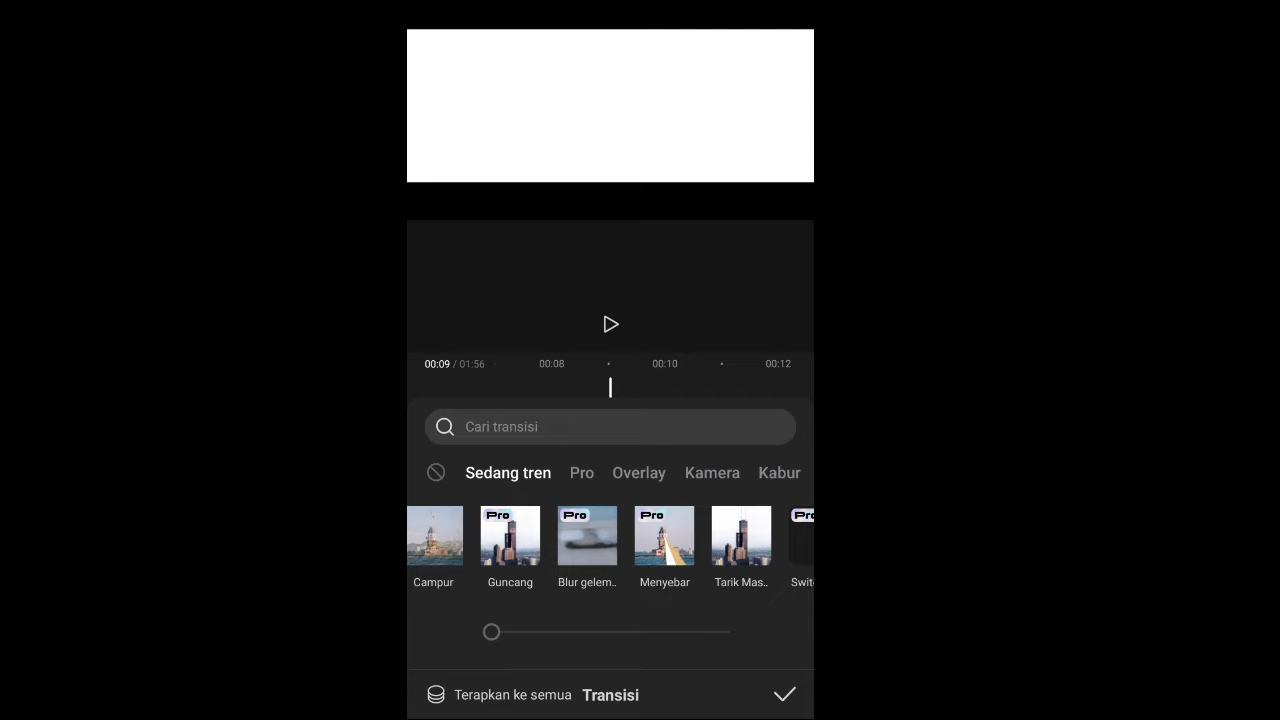 00:09 / 01:56 00:08 00:10 00:12
Cari transisi
Sedang tren Pro Overlay Kamera Kabur
Pro Pro Pro
Campur Guncang Blur gelem.. Menyebar Tarik Mas..
Terapkan ke semua Transisi